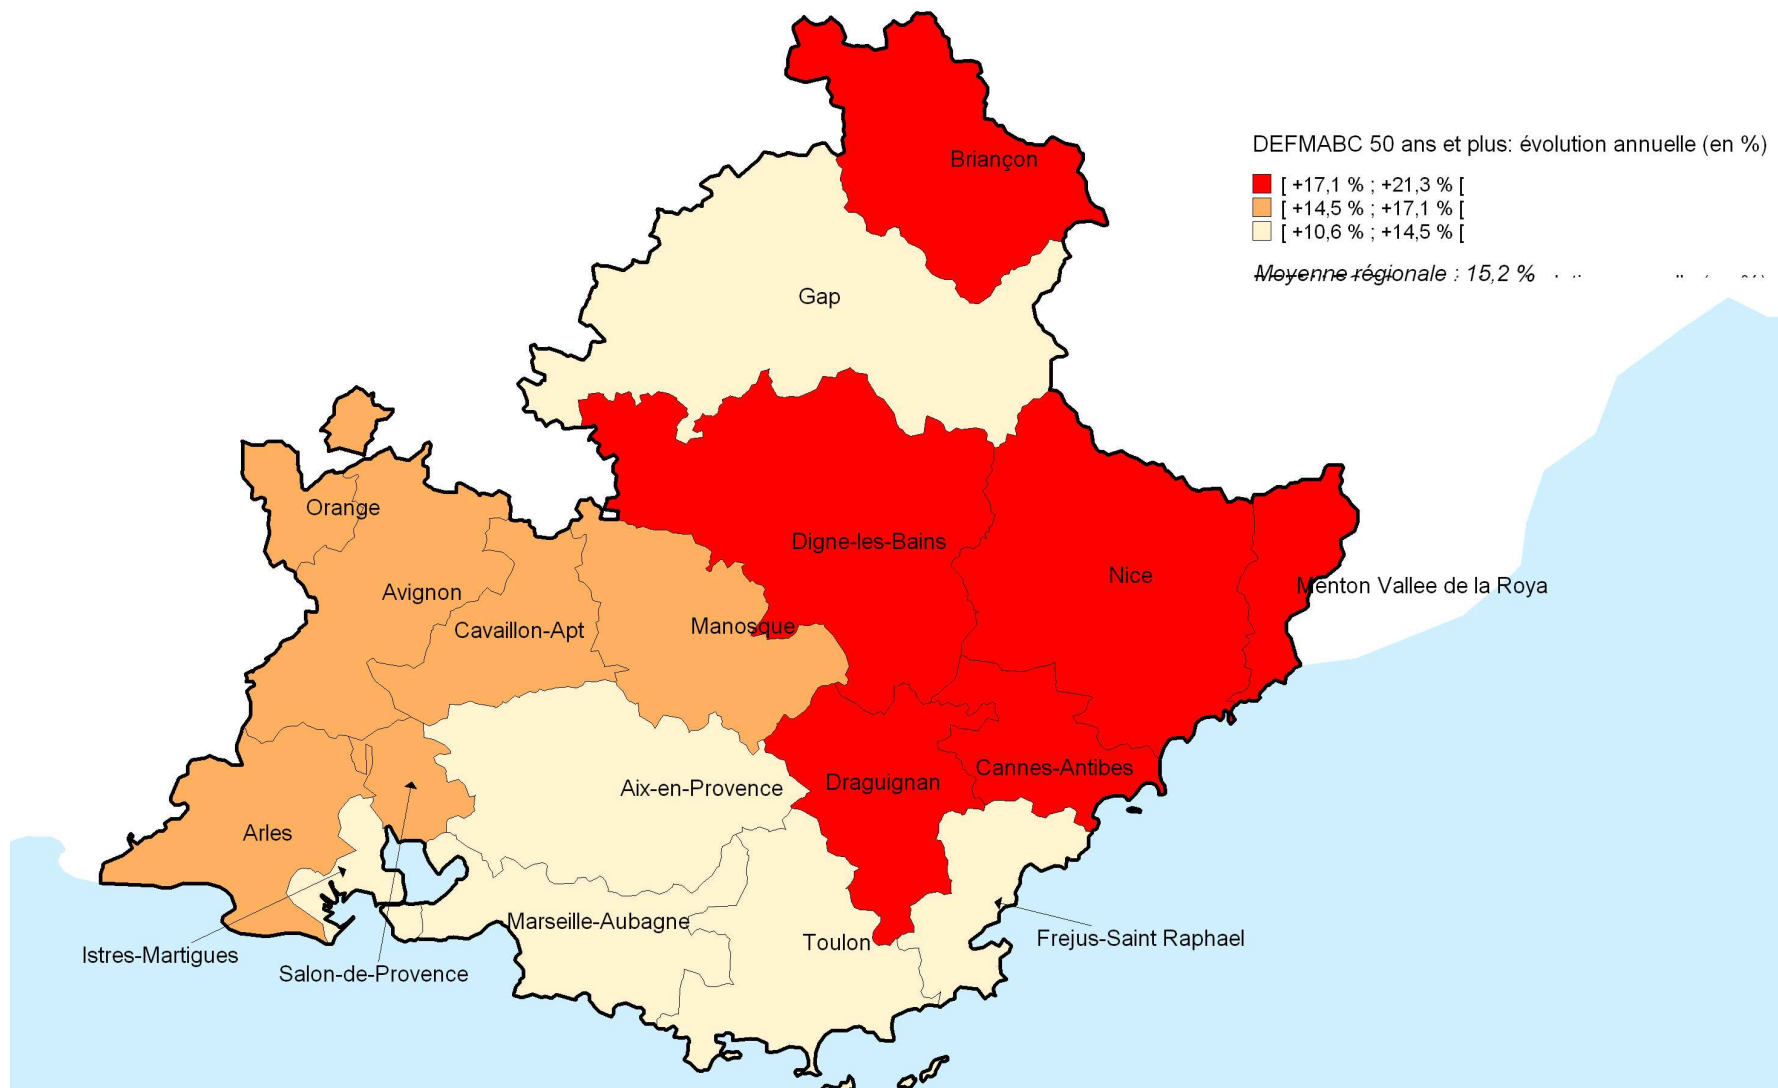 DEFMABC 50 ans et plus: évolution annuelle (en %)
[ +17,1 % ; +21,3 % [
[ +14,5 % ; +17,1 % [
[ +10,6 % ; +14,5 % [
Moyenne régionale : 15,2 %
Briançon
Gap
Orange
Digne-les-Bains
Nice
Menton Vallee de la Roya
Avignon
Cavaillon-Apt
Manosque
Aix-en-Provence
Draguignan
Cannes-Antibes
Arles
Marseille-Aubagne
Toulon
Frejus-Saint Raphael
Istres-Martigues
Salon-de-Provence